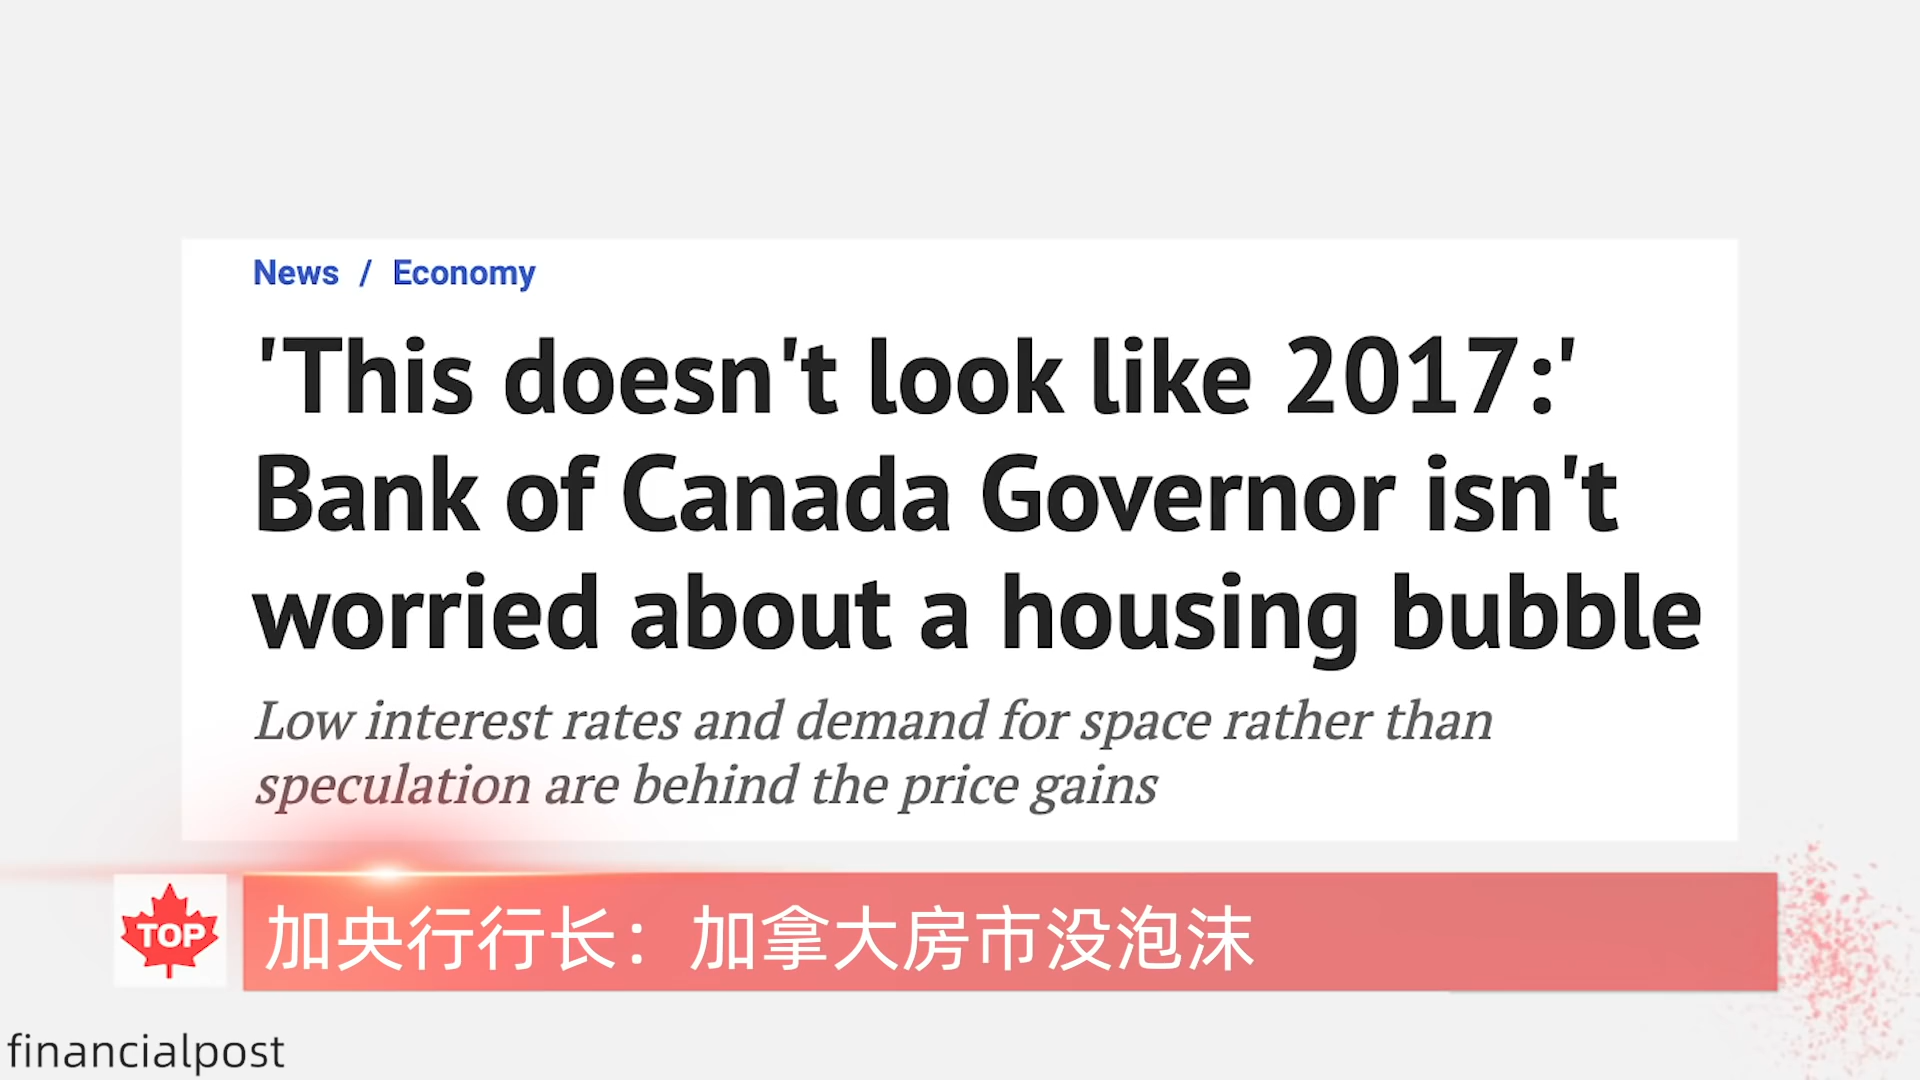 News / Economy
'This doesn't look like 2017:'
Bank of Canada Governor isn't
worried about a housing bubble
Low interest rates and demand for space rather than
speculation are behind the price gains
TOP
加央行行长：加拿大房市没泡沫
financialpost